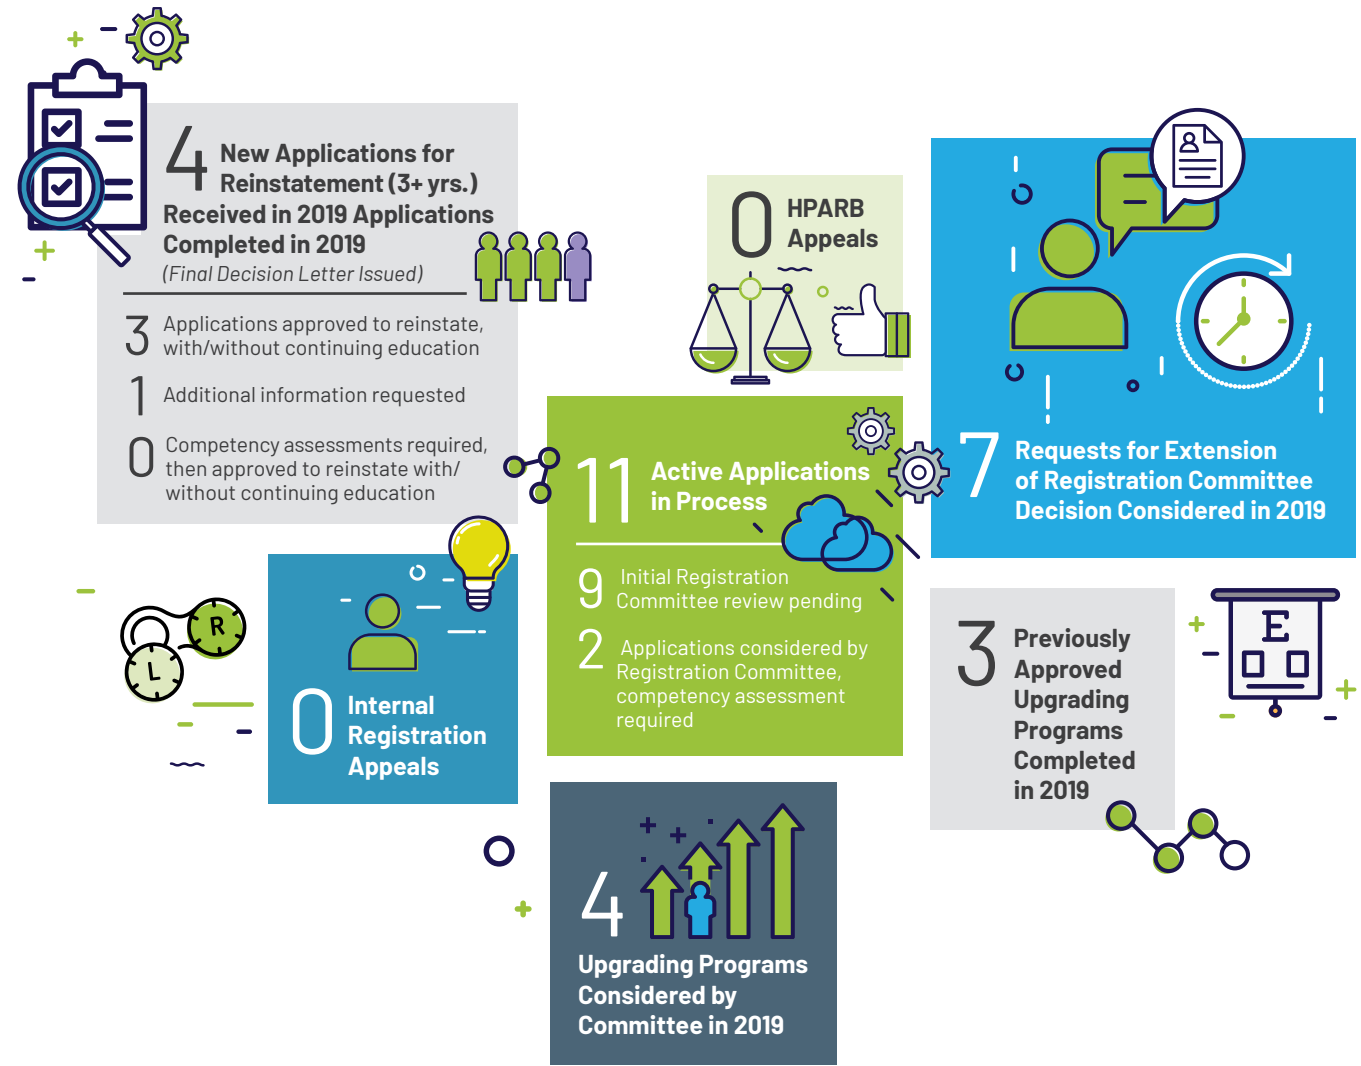 4 New Applications for
Reinstatement (3+ yrs.)
Received in 2019 Applications
Completed in 2019
(Final Decision Letter Issued)
3 Applications approved to reinstate,
with/without continuing education
1 Additional information requested
0 Competency assessments required,
then approved to reinstate with/
without continuing education
0 HPARB
Appeals
7 Requests for Extension
of Registration Committee
Decision Considered in 2019
11 Active Applications
in Process
9 Initial Registration
Committee review pending
2 Applications considered by
Registration Committee,
competency assessment
required
R
L
0 Internal
Registration
Appeals
E
3 Previously
Approved
Upgrading
Programs
Completed
in 2019
4
Upgrading Programs
Considered by
Committee in 2019